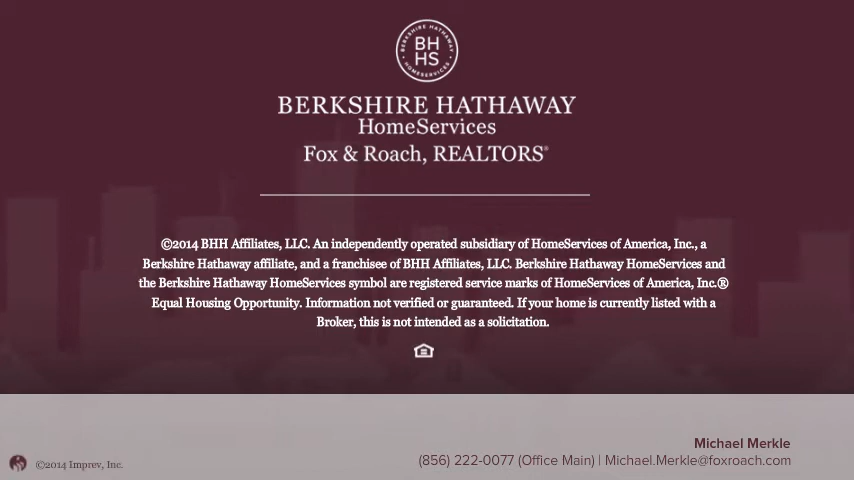 BERKSHIRE HATHAWAY
BH
HS
HOMESERVICES
BERKSHIRE HATHAWAY
HomeServices
Fox & Roach, REALTORS®
©2014 BHH Affiliates, LLC. An independently operated subsidiary of HomeServices of America, Inc., a
Berkshire Hathaway affiliate, and a franchisee of BHH Affiliates, LLC. Berkshire Hathaway HomeServices and
the Berkshire Hathaway HomeServices symbol are registered service marks of HomeServices of America, Inc.®
Equal Housing Opportunity. Information not verified or guaranteed. If your home is currently listed with a
Broker, this is not intended as a solicitation.
Michael Merkle
(856) 222-0077 (Office Main) | Michael.Merkle@foxroach.com
©2014 Imprev, Inc.